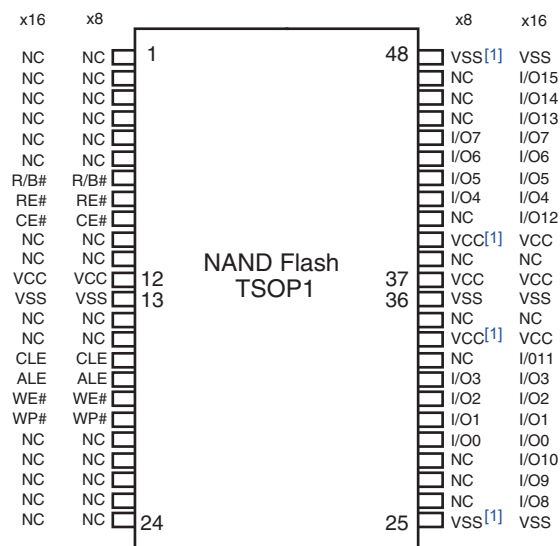 x16 x8 x8 x16
NC NC 1 48 VSS[1] VSS
NC NC NC I/O15
NC NC NC I/O14
NC NC NC I/O13
NC NC I/O7 I/O7
NC NC I/O6 I/O6
R/B# R/B# I/O5 I/O5
RE# RE# I/O4 I/O4
CE# CE# NC I/O12
NC NC VCC[1] VCC
NC NC NAND Flash NC NC
VCC VCC 12 TSOP1 37 VCC VCC
VSS VSS 13 36 VSS VSS
NC NC NC NC
NC NC VCC[1] VCC
CLE CLE NC I/011
ALE ALE I/O3 I/O3
WE# WE# I/O2 I/O2
WP# WP# I/O1 I/O1
NC NC I/O0 I/O0
NC NC NC I/O10
NC NC NC I/O9
NC NC NC I/O8
NC NC 24 25 VSS[1] VSS